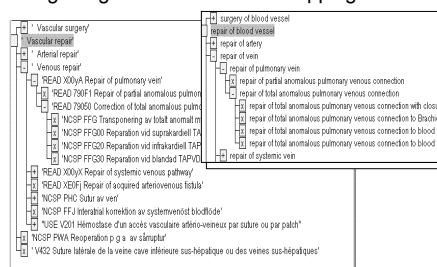 ' Vascular surgery'
' Vascular repair'
' Arterial repair'
' Venous repair'
'READ X00yA Repair of pulmonary vein'
'READ 790F1 Repair of partial anomalous pulmon
'READ 79050 Correction of total anomalous pulmo
'NCSP FFG Transponering av totalt anomalt m
'NCSP FFG00 Reparation vid suprakardiell TA
'NCSP FFG20 Reparation vid infrakardiell TAP
'NCSP FFG30 Reparation vid blandad TAPVD
'READ X00yX Repair of systemic venous pathway'
'READ XE0Fj Repair of acquired arteriovenous fistula'
'NCSP PHC Sutur av ven'
'NCSP FFJ Interatrial korrektion av systemvenöst blodflöde'
"USE V201 Hémostase d'un accès vasculaire artério-veineux par suture ou par patch"
'NCSP PWA Reoperation p g a av sårruptur'
' V432 Suture latérale de la veine cave inférieure sus-hépatique ou des veines sus-hépatiques'
surgery of blood vessel
repair of blood vessel
repair of artery
repair of vein
repair of pulmonary vein
repair of partial anomalous pulmonary venous connection
repair of total anomalous pulmonary venous connection
repair of total anomalous pulmonary venous connection with closu
repair of total anomalous pulmonary venous connection to Brachio
repair of total anomalous pulmonary venous connection to blood
repair of total anomalous pulmonary venous connection to blood
repair of systemic vein